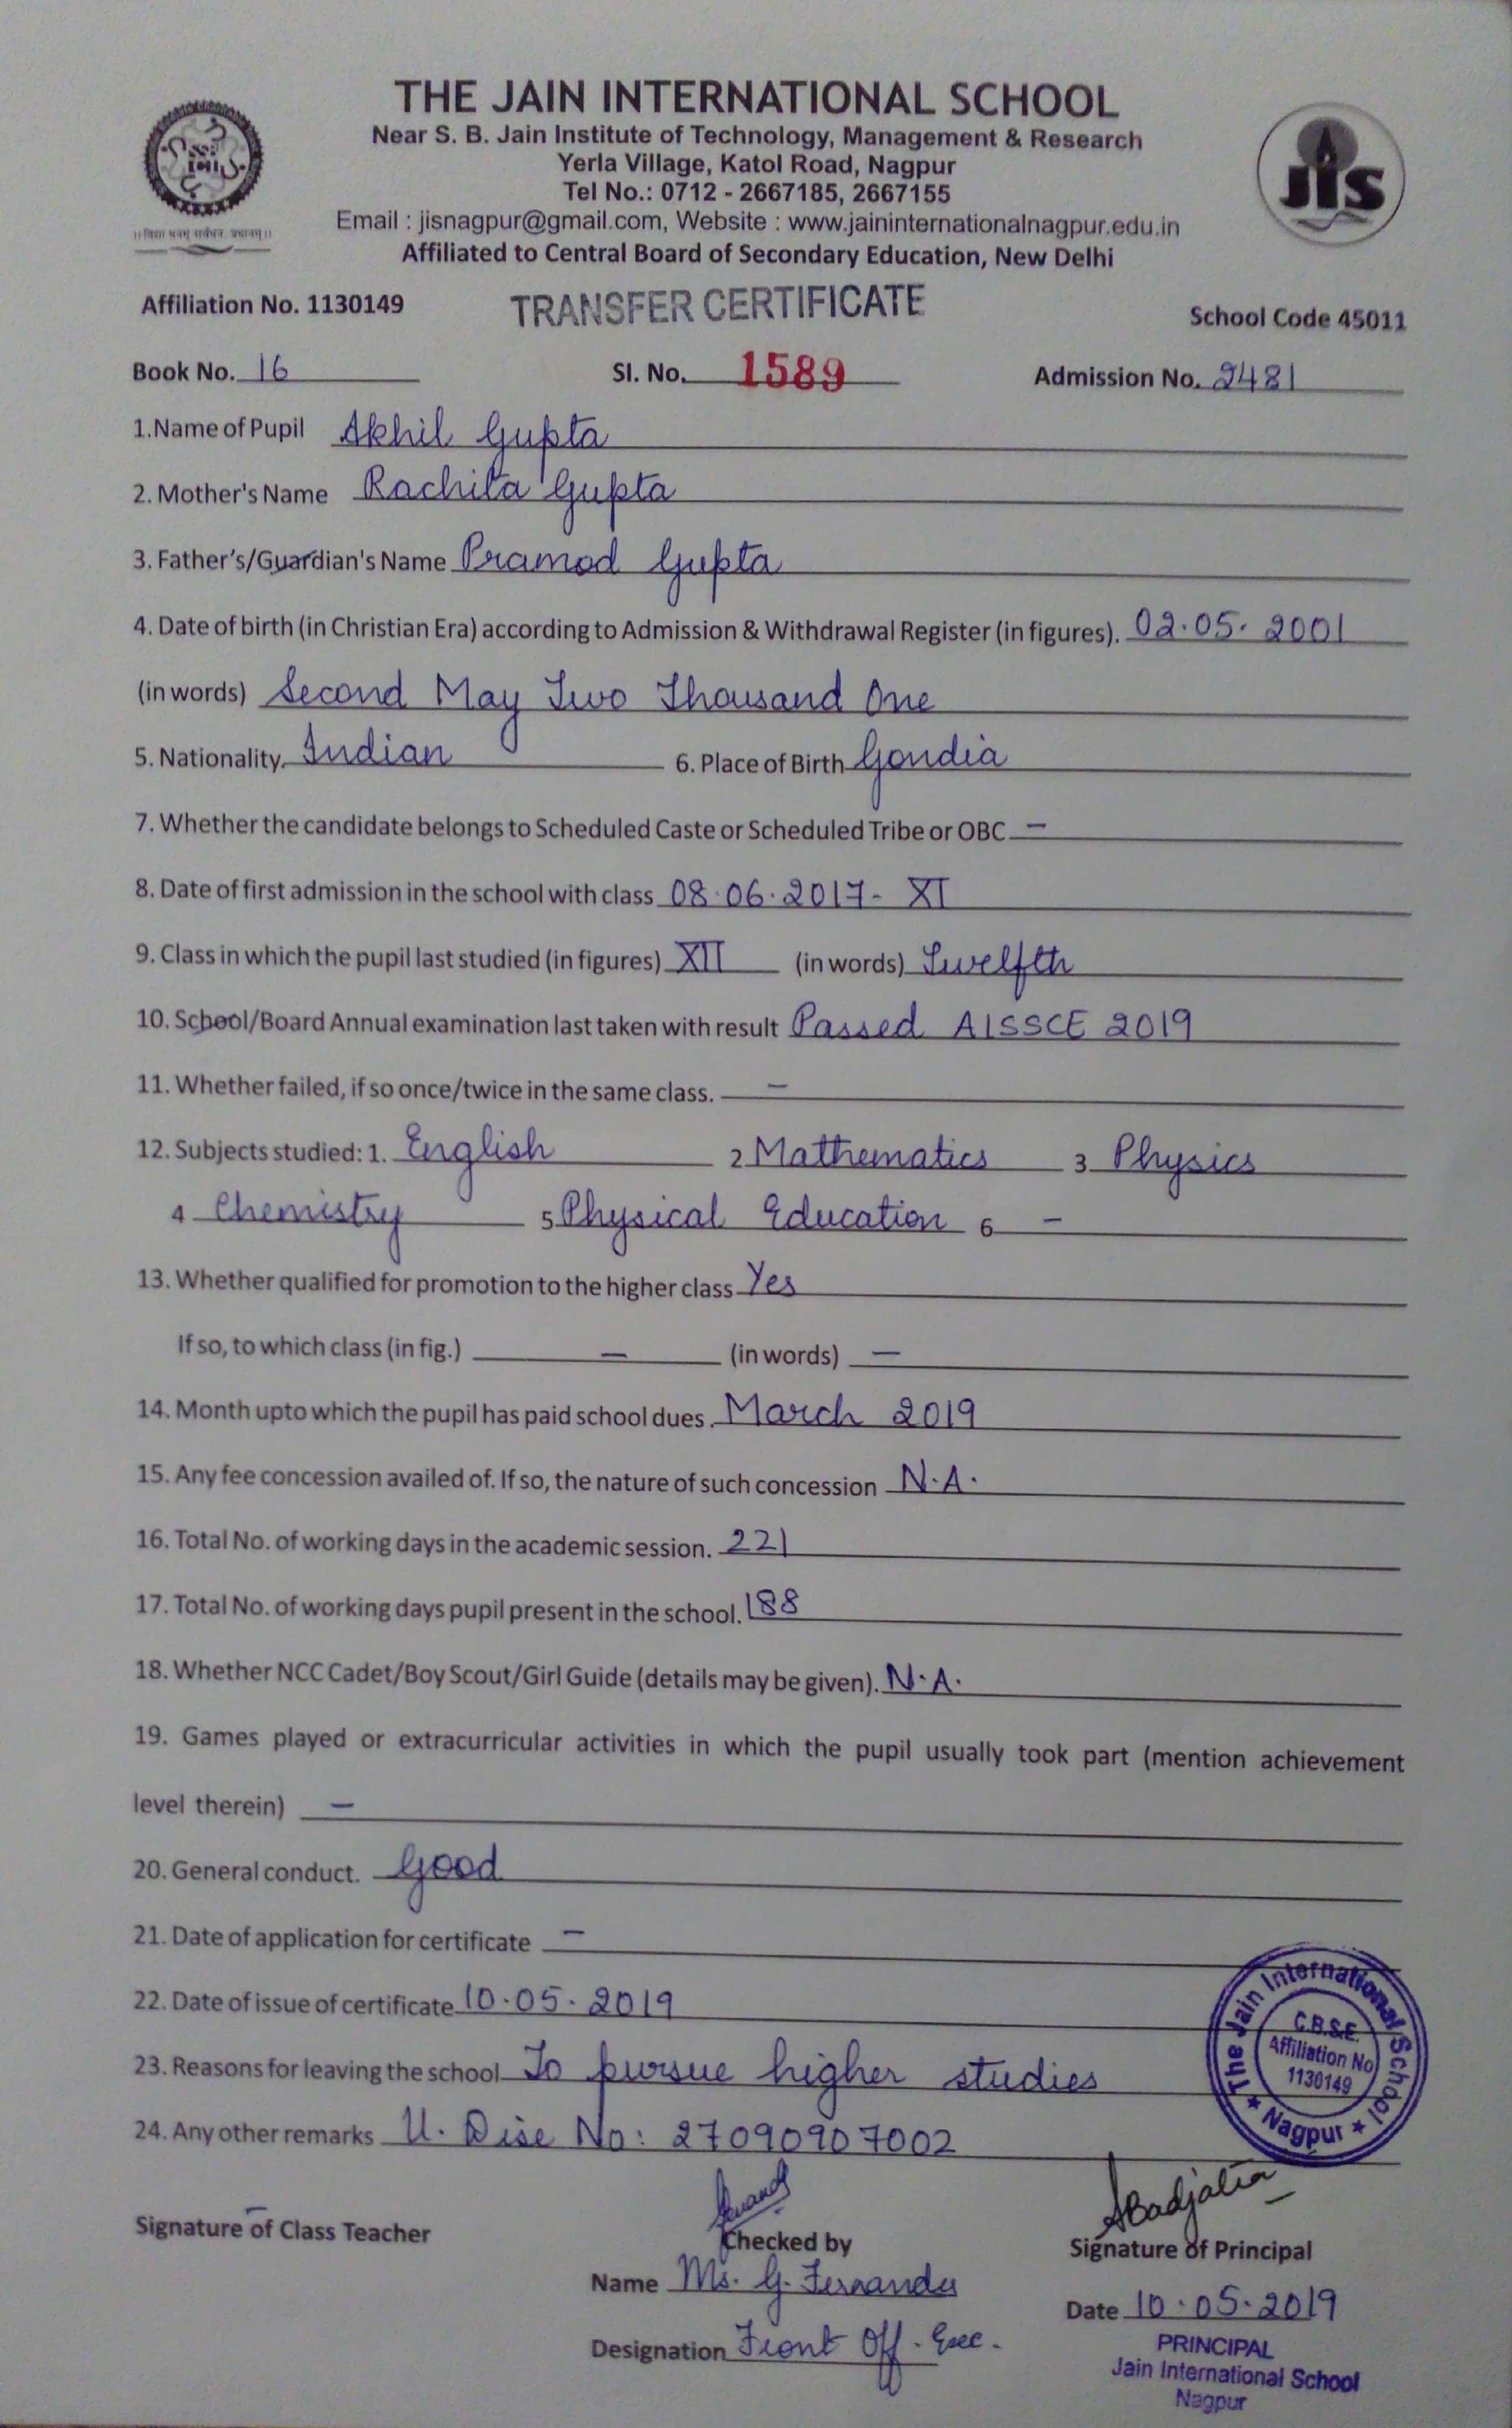 THE JAIN INTERNATIONAL SCHOOL
Near S. B. Jain Institute of Technology, Management & Research
Yerla Village, Katol Road, Nagpur
Tel No.: 0712 - 2667185, 2667155
Email : jisnagpur@gmail.com, Website : www.jaininternationalnagpur.edu.in
Affiliated to Central Board of Secondary Education, New Delhi
jis
Affiliation No. 1130149 TRANSFER CERTIFICATE School Code 45011
Book No. 16 Sl. No. 1589 Admission No. 2481
1.Name of Pupil Akhil Gupta
2. Mother's Name Rachita Gupta
3. Father's/Guardian's Name Pramod Gupta
4. Date of birth (in Christian Era) according to Admission & Withdrawal Register (in figures). 02.05.2001
(in words) Second May Two Thousand One
5. Nationality. Indian 6. Place of Birth Gondia
7. Whether the candidate belongs to Scheduled Caste or Scheduled Tribe or OBC –
8. Date of first admission in the school with class 08.06.2017- XI
9. Class in which the pupil last studied (in figures) XII (in words) Twelfth
10. School/Board Annual examination last taken with result Passed AISSCE 2019
11. Whether failed, if so once/twice in the same class. –
12. Subjects studied: 1. English 2 Mathematics 3 Physics
4 Chemistry 5 Physical Education 6 –
13. Whether qualified for promotion to the higher class Yes
If so, to which class (in fig.) – (in words) –
14. Month upto which the pupil has paid school dues. March 2019
15. Any fee concession availed of. If so, the nature of such concession N.A.
16. Total No. of working days in the academic session. 221
17. Total No. of working days pupil present in the school. 188
18. Whether NCC Cadet/Boy Scout/Girl Guide (details may be given). N.A.
19. Games played or extracurricular activities in which the pupil usually took part (mention achievement
level therein) –
20. General conduct. Good
21. Date of application for certificate –
22. Date of issue of certificate 10.05.2019
23. Reasons for leaving the school To pursue higher studies
24. Any other remarks U. Dise No: 27090907002
The Jain International School
C.B.S.E.
Affiliation No
1130149
★ Nagpur ★
Signature of Class Teacher – Checked by Signature of Principal
Name Ms. G. Fernandes
Date 10.05.2019
Designation Front Off. Exec.
PRINCIPAL
Jain International School
Nagpur